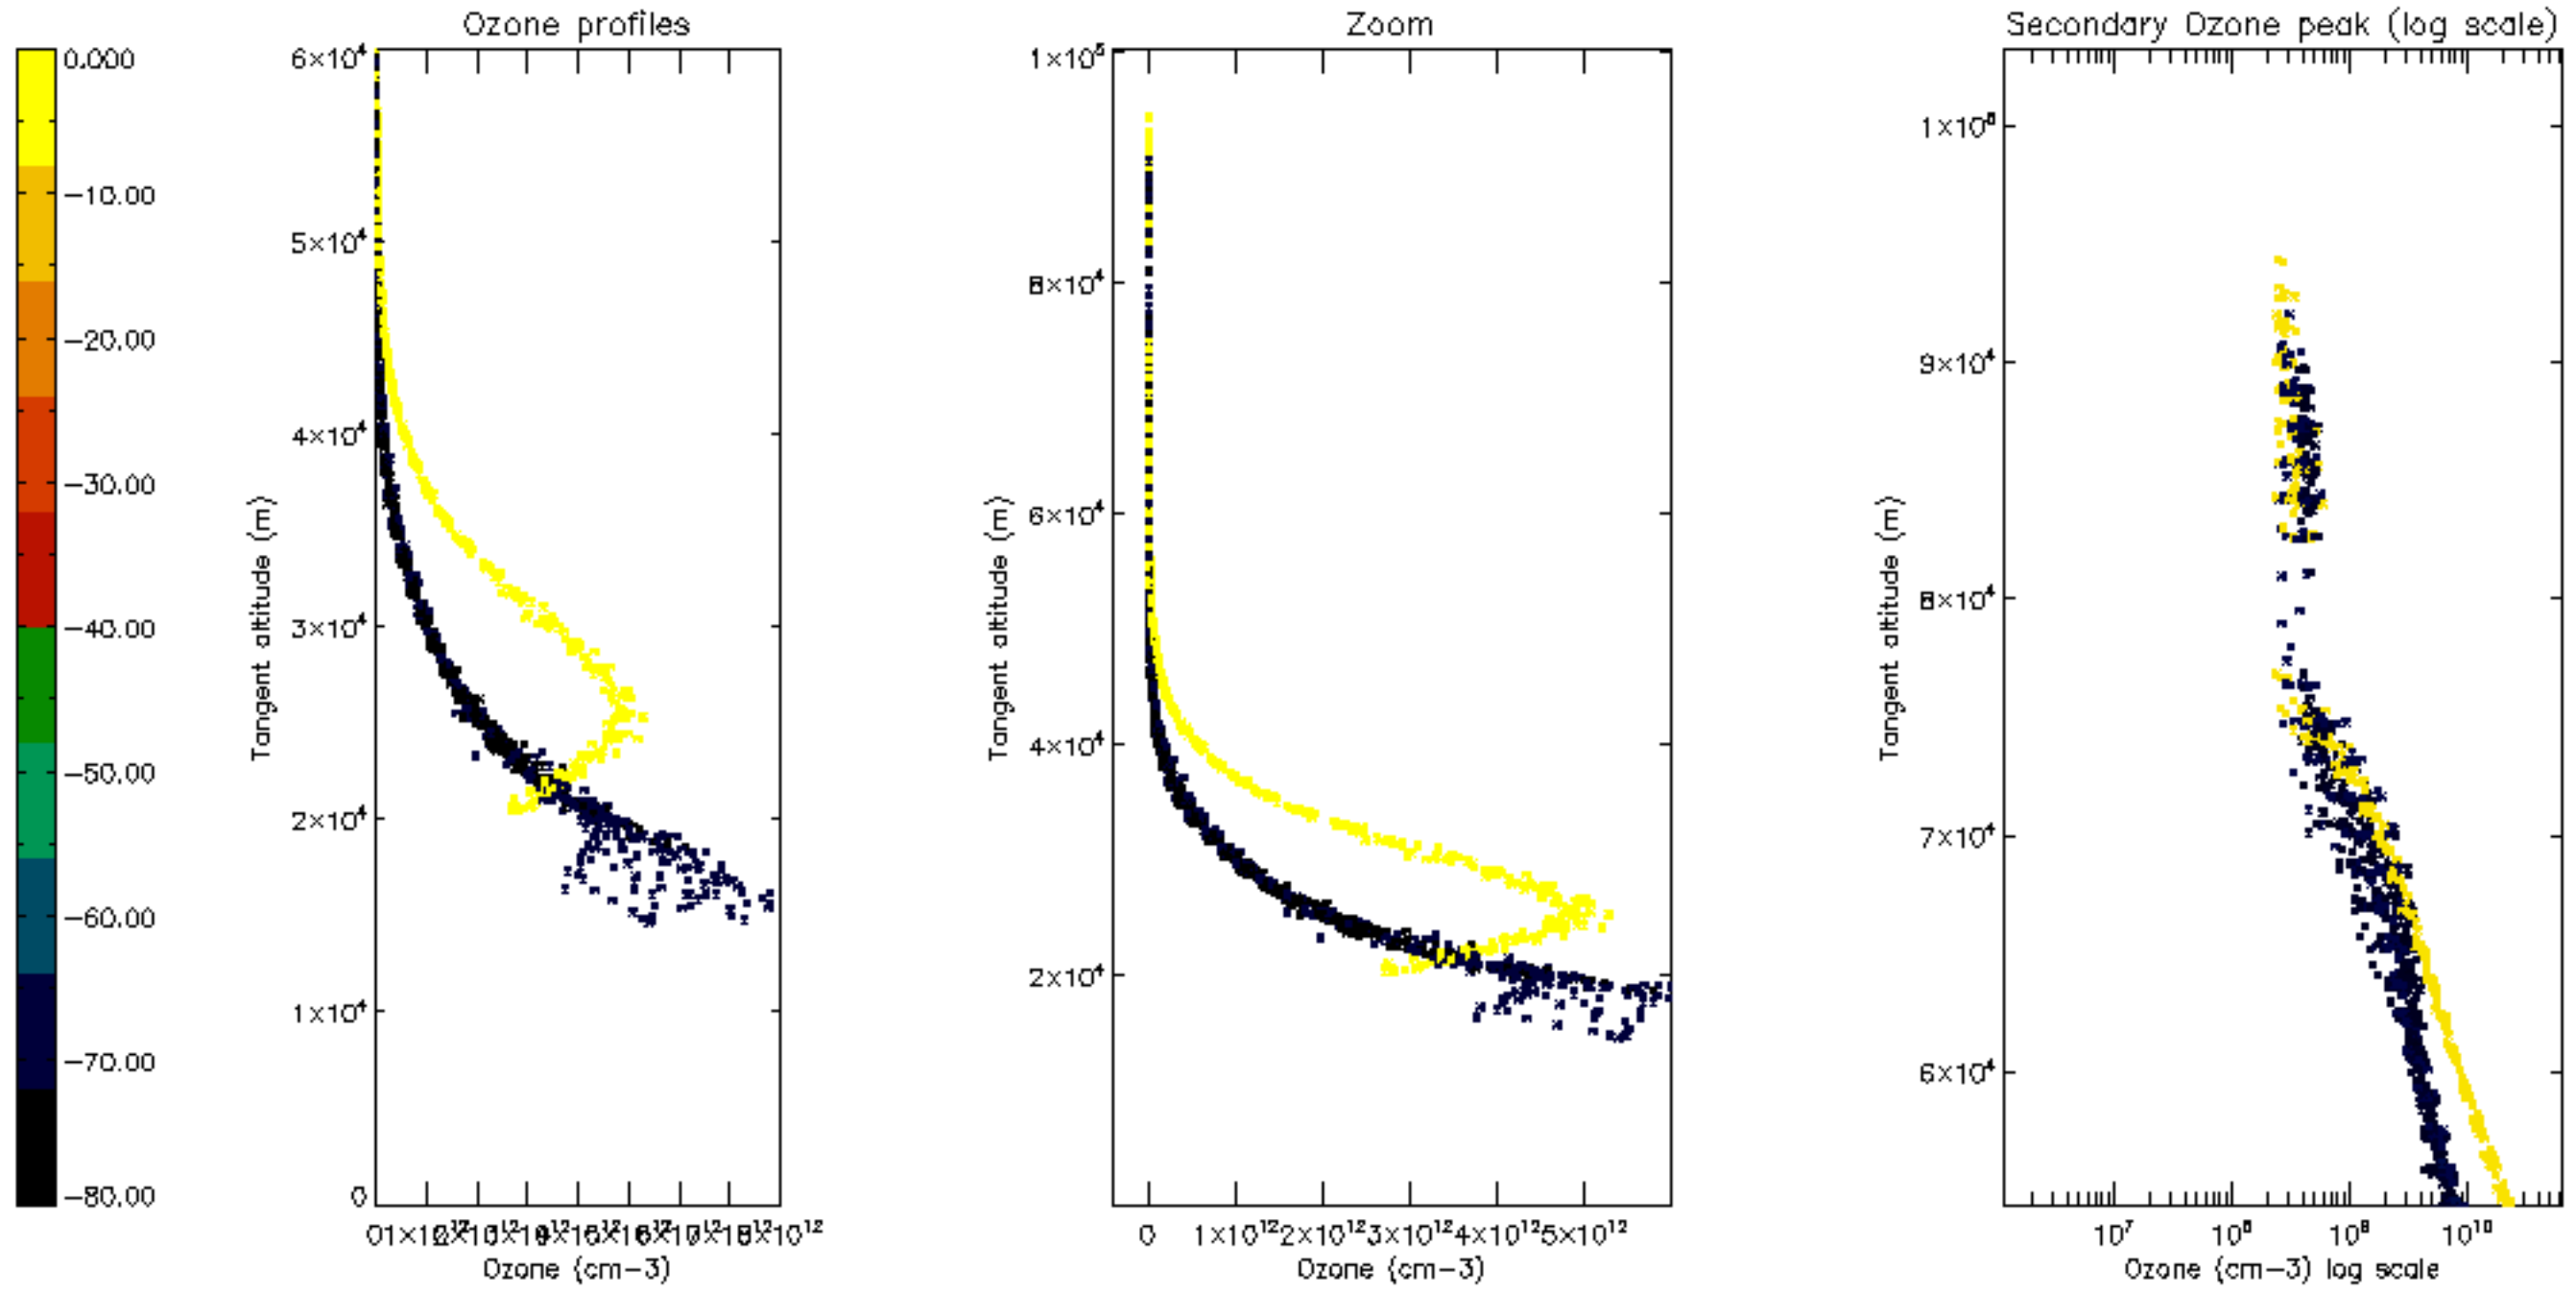 Ozone profiles
Zoom
Secondary Ozone peak (log scale)
0.000
−10.00
−20.00
−30.00
−40.00
−50.00
−60.00
−70.00
−80.00
6×10⁴
5×10⁴
4×10⁴
3×10⁴
2×10⁴
1×10⁴
0
Tangent altitude (m)
Ozone (cm−3)
1×10⁵
8×10⁴
6×10⁴
4×10⁴
2×10⁴
Tangent altitude (m)
0 1×10¹² 2×10¹² 3×10¹² 4×10¹² 5×10¹²
Ozone (cm−3)
1×10⁵
9×10⁴
8×10⁴
7×10⁴
6×10⁴
Tangent altitude (m)
10⁷ 10⁸ 10⁹ 10¹⁰
Ozone (cm−3) log scale